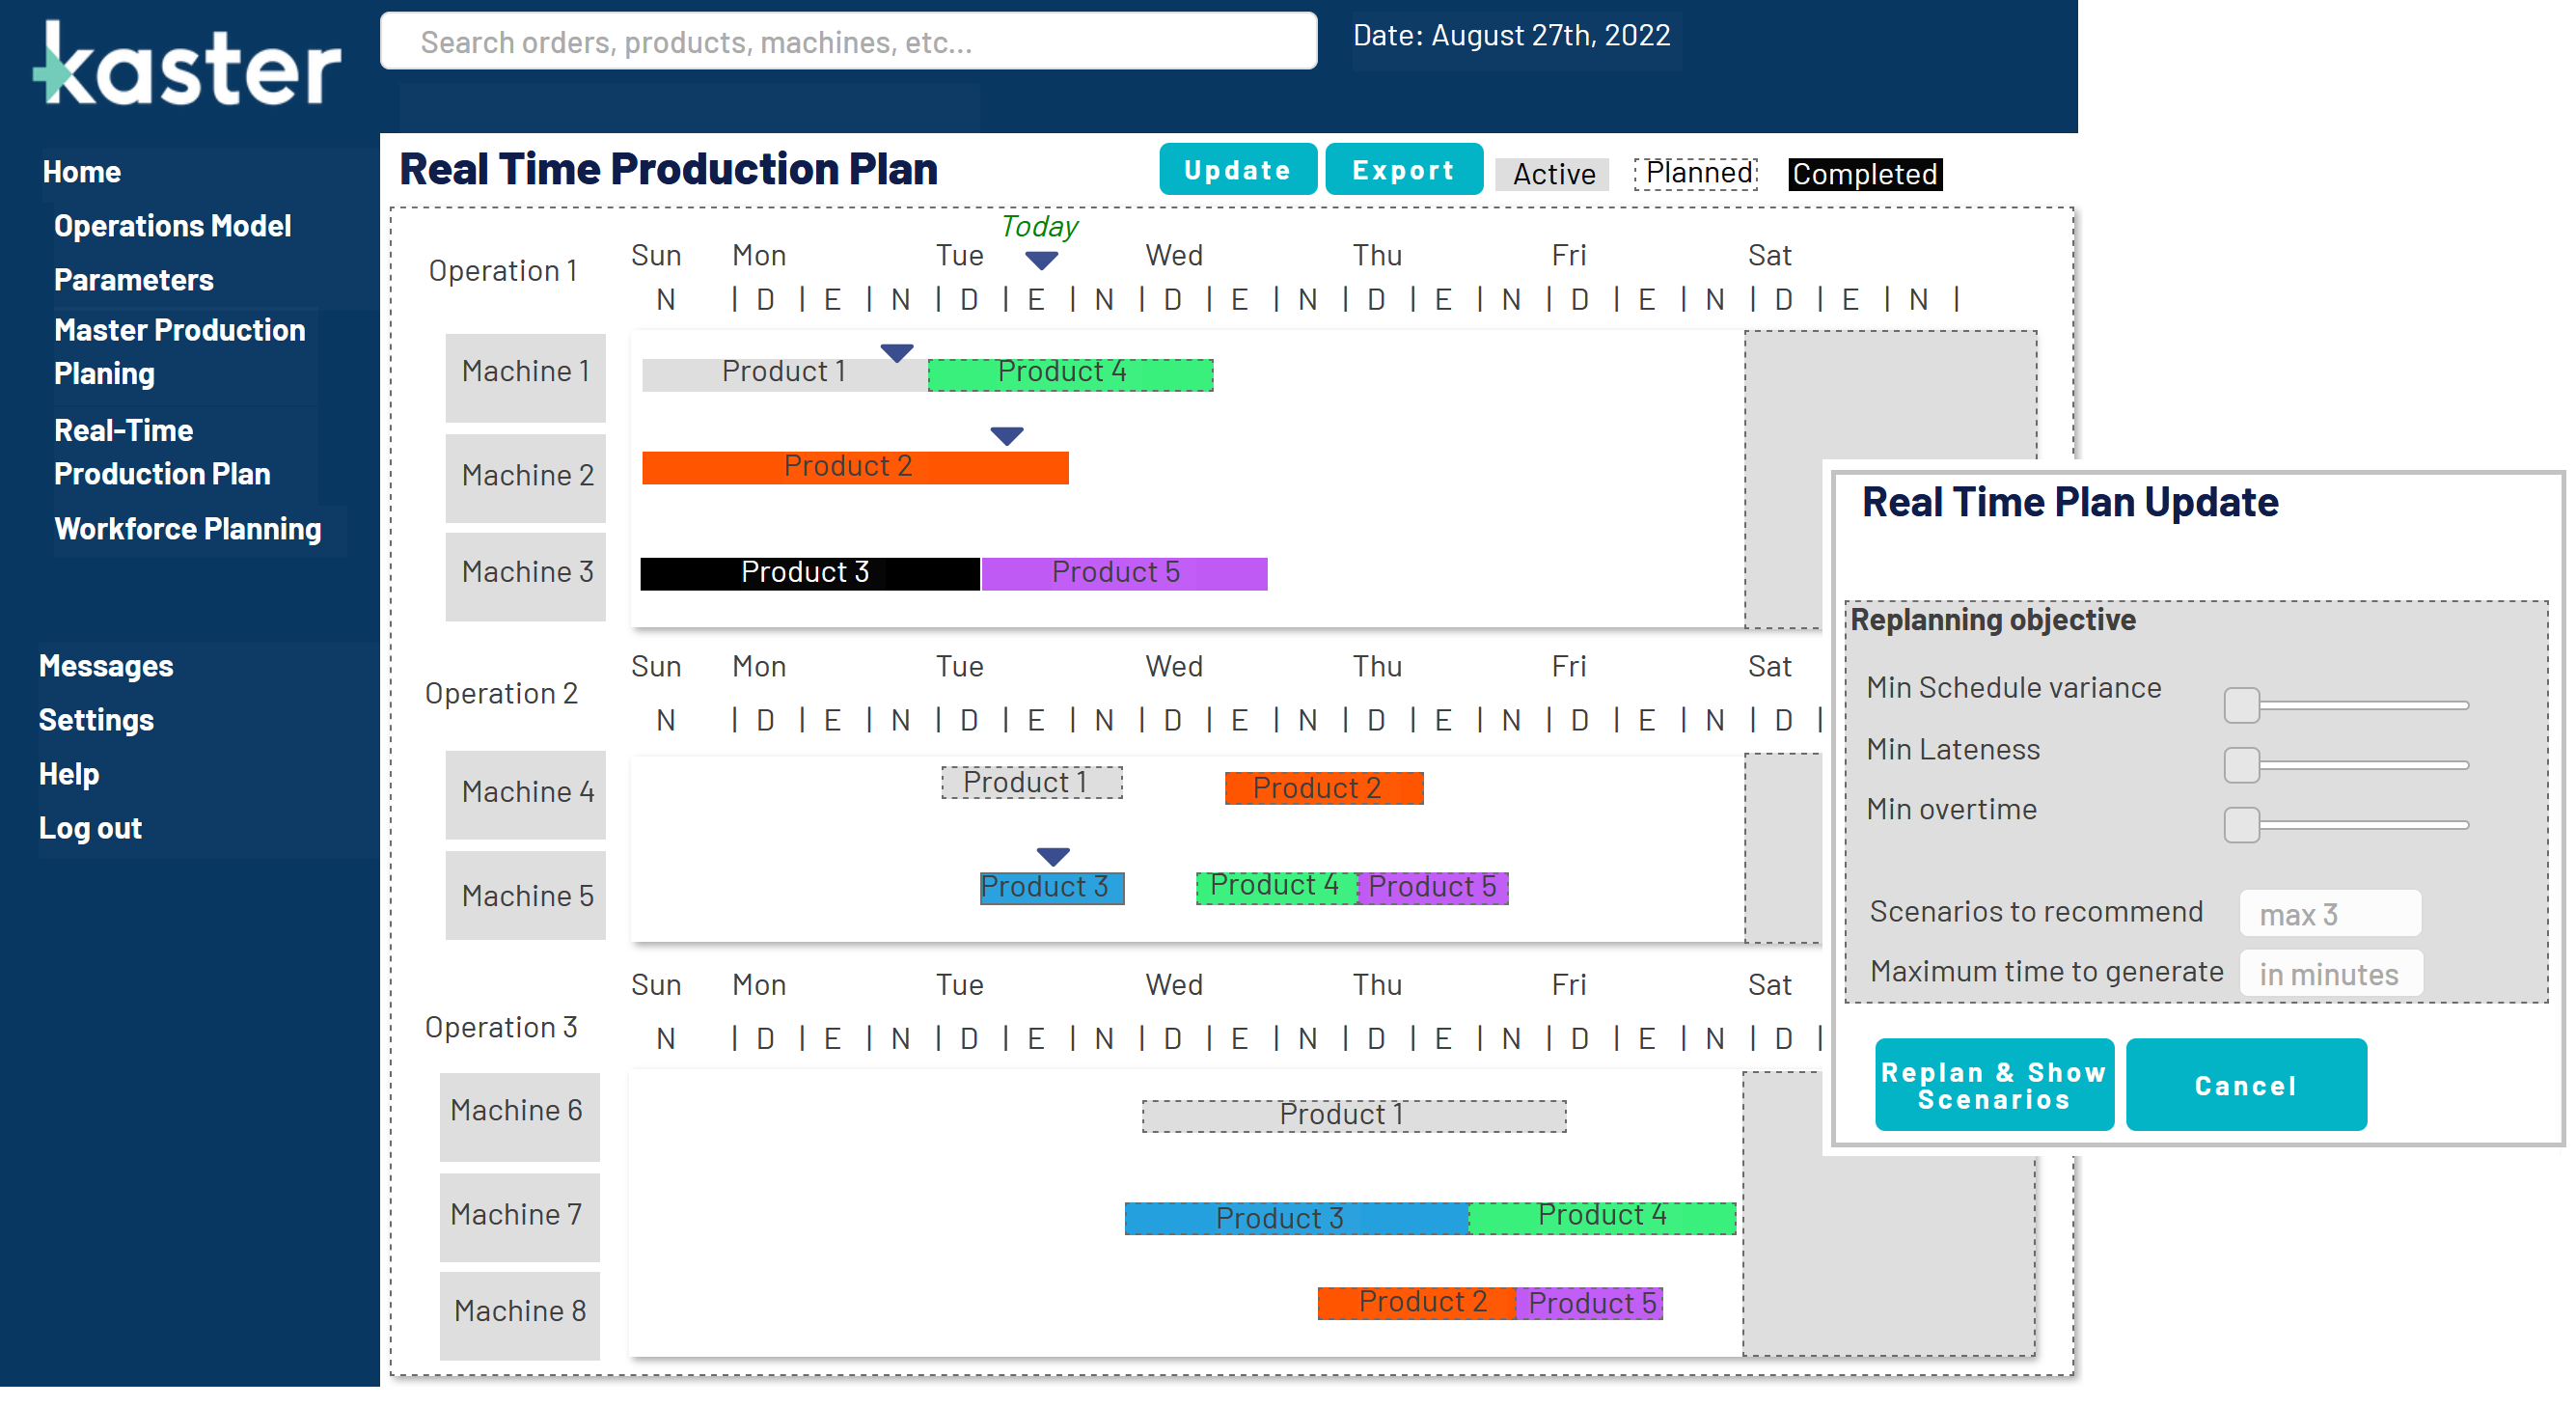 kaster
Search orders, products, machines, etc...
Date: August 27th, 2022
Home
Operations Model
Parameters
Master Production
Planing
Real-Time
Production Plan
Workforce Planning
Messages
Settings
Help
Log out
Real Time Production Plan
Update
Export
Active
Planned
Completed
Today
Operation 1
Sun Mon Tue Wed Thu Fri Sat
N | D | E | N | D | E | N | D | E | N | D | E | N | D | E | N | D | E | N |
Machine 1
Product 1
Product 4
Machine 2
Product 2
Machine 3
Product 3
Product 5
Operation 2
Sun Mon Tue Wed Thu Fri Sat
N | D | E | N | D | E | N | D | E | N | D | E | N | D | E | N | D |
Machine 4
Product 1
Product 2
Machine 5
Product 3
Product 4
Product 5
Operation 3
Sun Mon Tue Wed Thu Fri Sat
N | D | E | N | D | E | N | D | E | N | D | E | N | D | E | N | D |
Machine 6
Product 1
Machine 7
Product 3
Product 4
Machine 8
Product 2
Product 5
Real Time Plan Update
Replanning objective
Min Schedule variance
Min Lateness
Min overtime
Scenarios to recommend
max 3
Maximum time to generate
in minutes
Replan & Show
Scenarios
Cancel